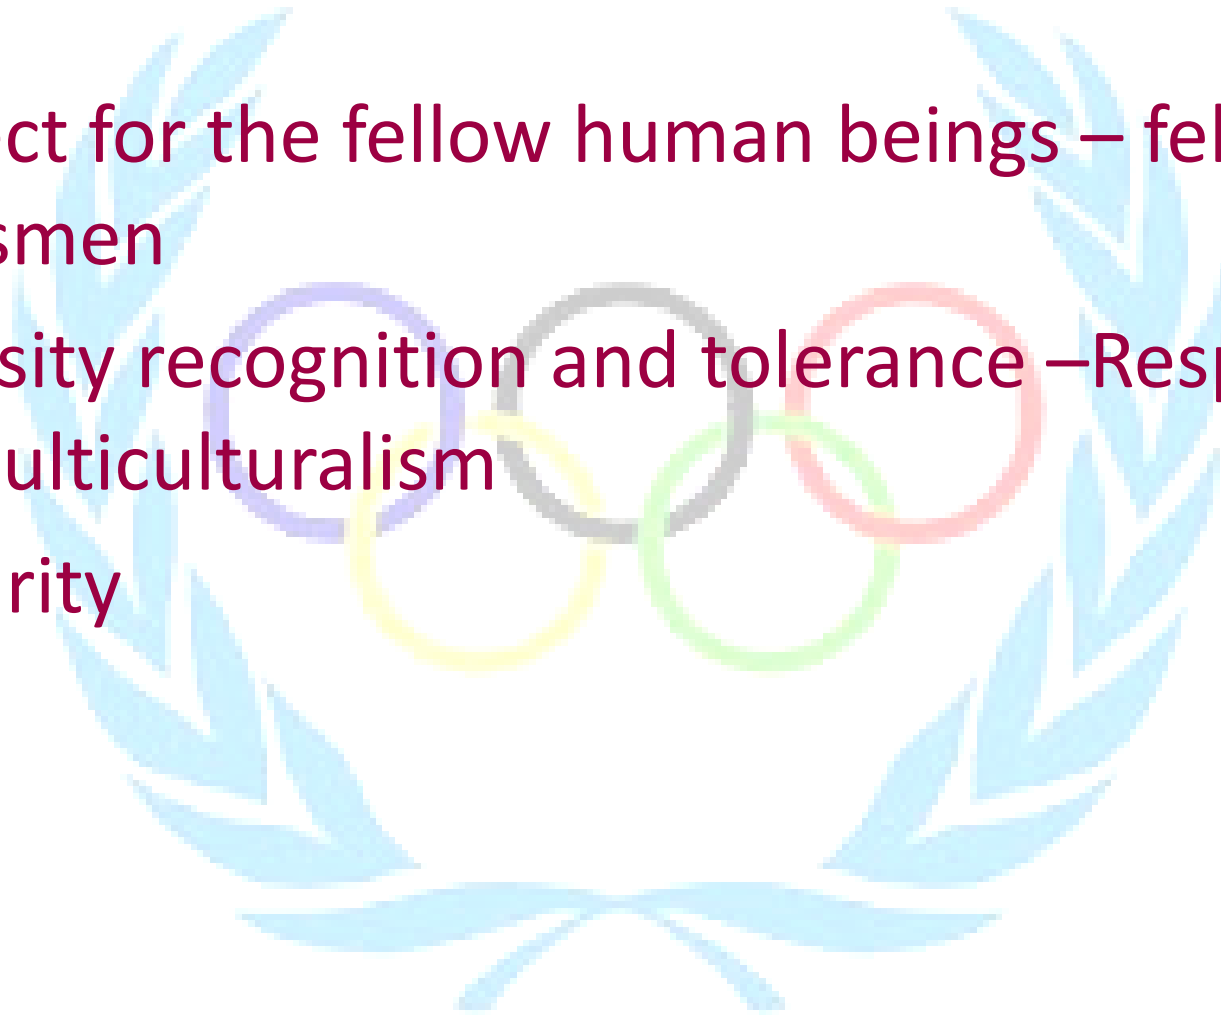 ct for the fellow human beings – fel
smen
sity recognition and tolerance –Resp
ulticulturalism
rity